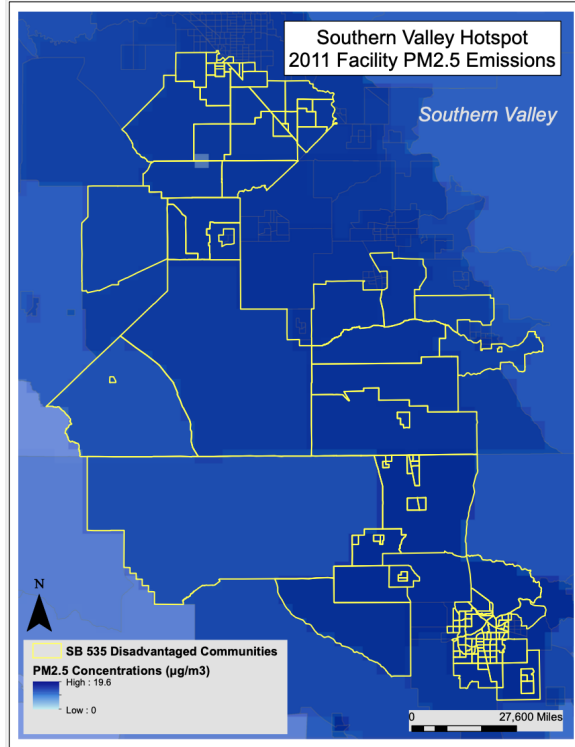 Southern Valley Hotspot
2011 Facility PM2.5 Emissions
Southern Valley
N
SB 535 Disadvantaged Communities
PM2.5 Concentrations (µg/m3)
High : 19.6
Low : 0
0 27,600 Miles